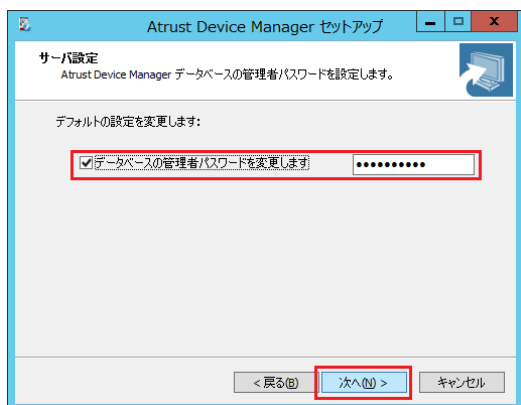 Atrust Device Manager セットアップ
サーバ設定
Atrust Device Manager データベースの管理者パスワードを設定します。
デフォルトの設定を変更します:
データベースの管理者パスワードを変更します ••••••••••
< 戻る(B) 次へ(N) > キャンセル